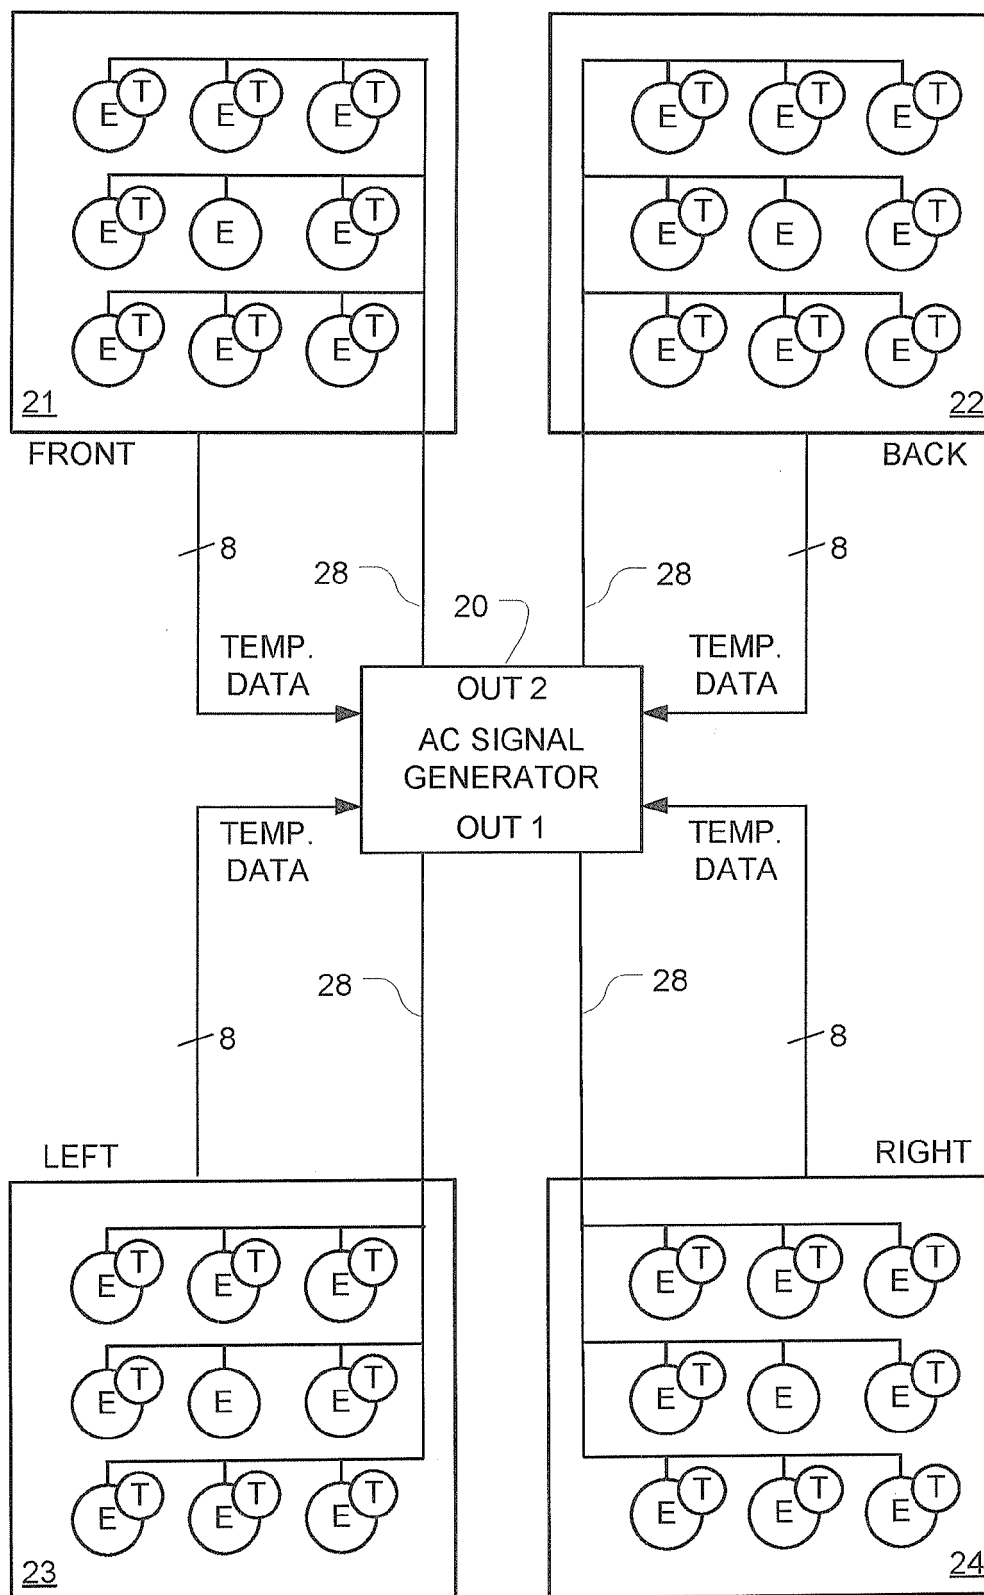 E T E T E T E T E T E T
E T E E T E T E E T
E T E T E T E T E T E T
21 22
FRONT BACK
8 8
28 28
20
TEMP. DATA TEMP. DATA
OUT 2
AC SIGNAL
GENERATOR
OUT 1
TEMP. DATA TEMP. DATA
28 28
8 8
LEFT RIGHT
E T E T E T E T E T E T
E T E E T E T E E T
E T E T E T E T E T E T
23 24